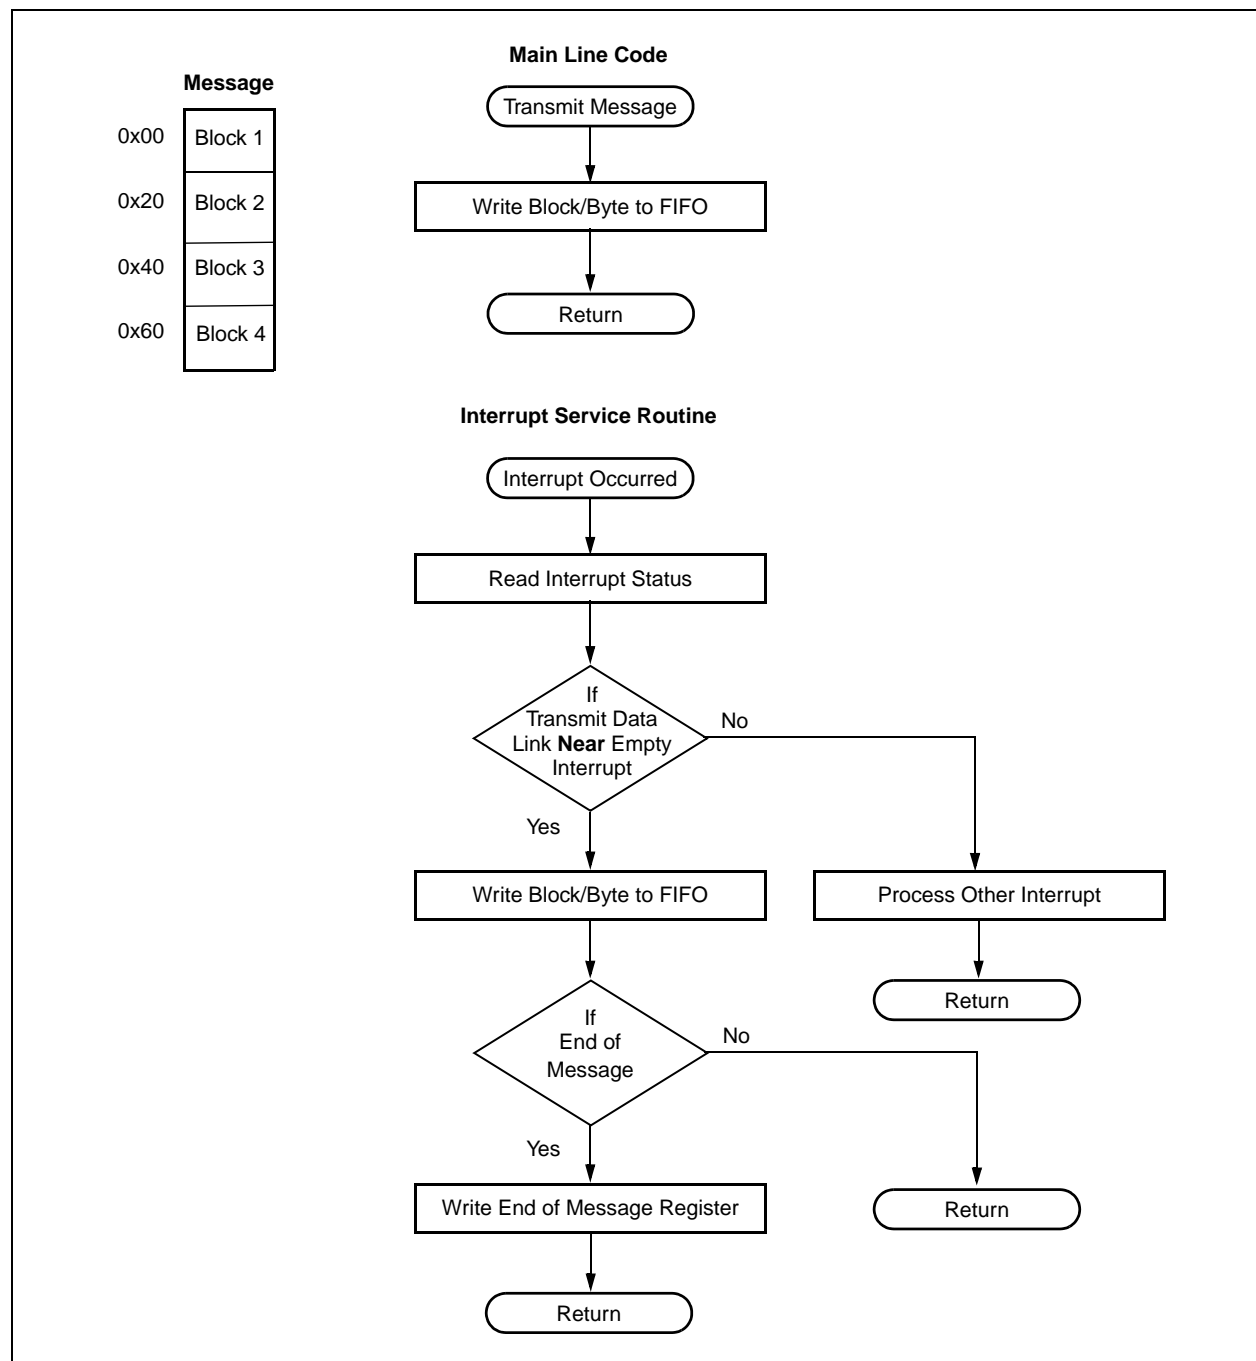 Message
0x00
Block 1
0x20
Block 2
0x40
Block 3
0x60
Block 4
Main Line Code
Transmit Message
Write Block/Byte to FIFO
Return
Interrupt Service Routine
Interrupt Occurred
Read Interrupt Status
If
Transmit Data
Link Near Empty
Interrupt
No
Yes
Write Block/Byte to FIFO
Process Other Interrupt
Return
If
End of
Message
No
Yes
Write End of Message Register
Return
Return